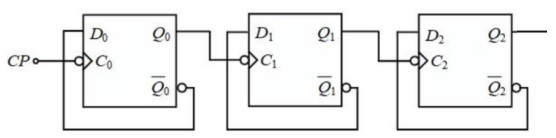 D₀ Q₀ D₁ Q₁ D₂ Q₂
CP C₀ C₁ C₂
Q̅₀ Q̅₁ Q̅₂